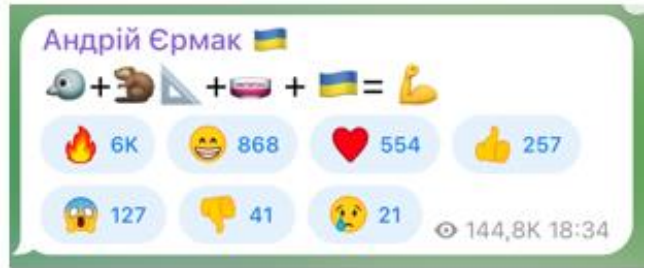 Андрій Єрмак 🇺🇦
🐦+🦫📐+🥁 + 🇺🇦= 💪
🔥 6K 😁 868 ❤️ 554 👍 257
😱 127 👎 41 😢 21 144,8K 18:34